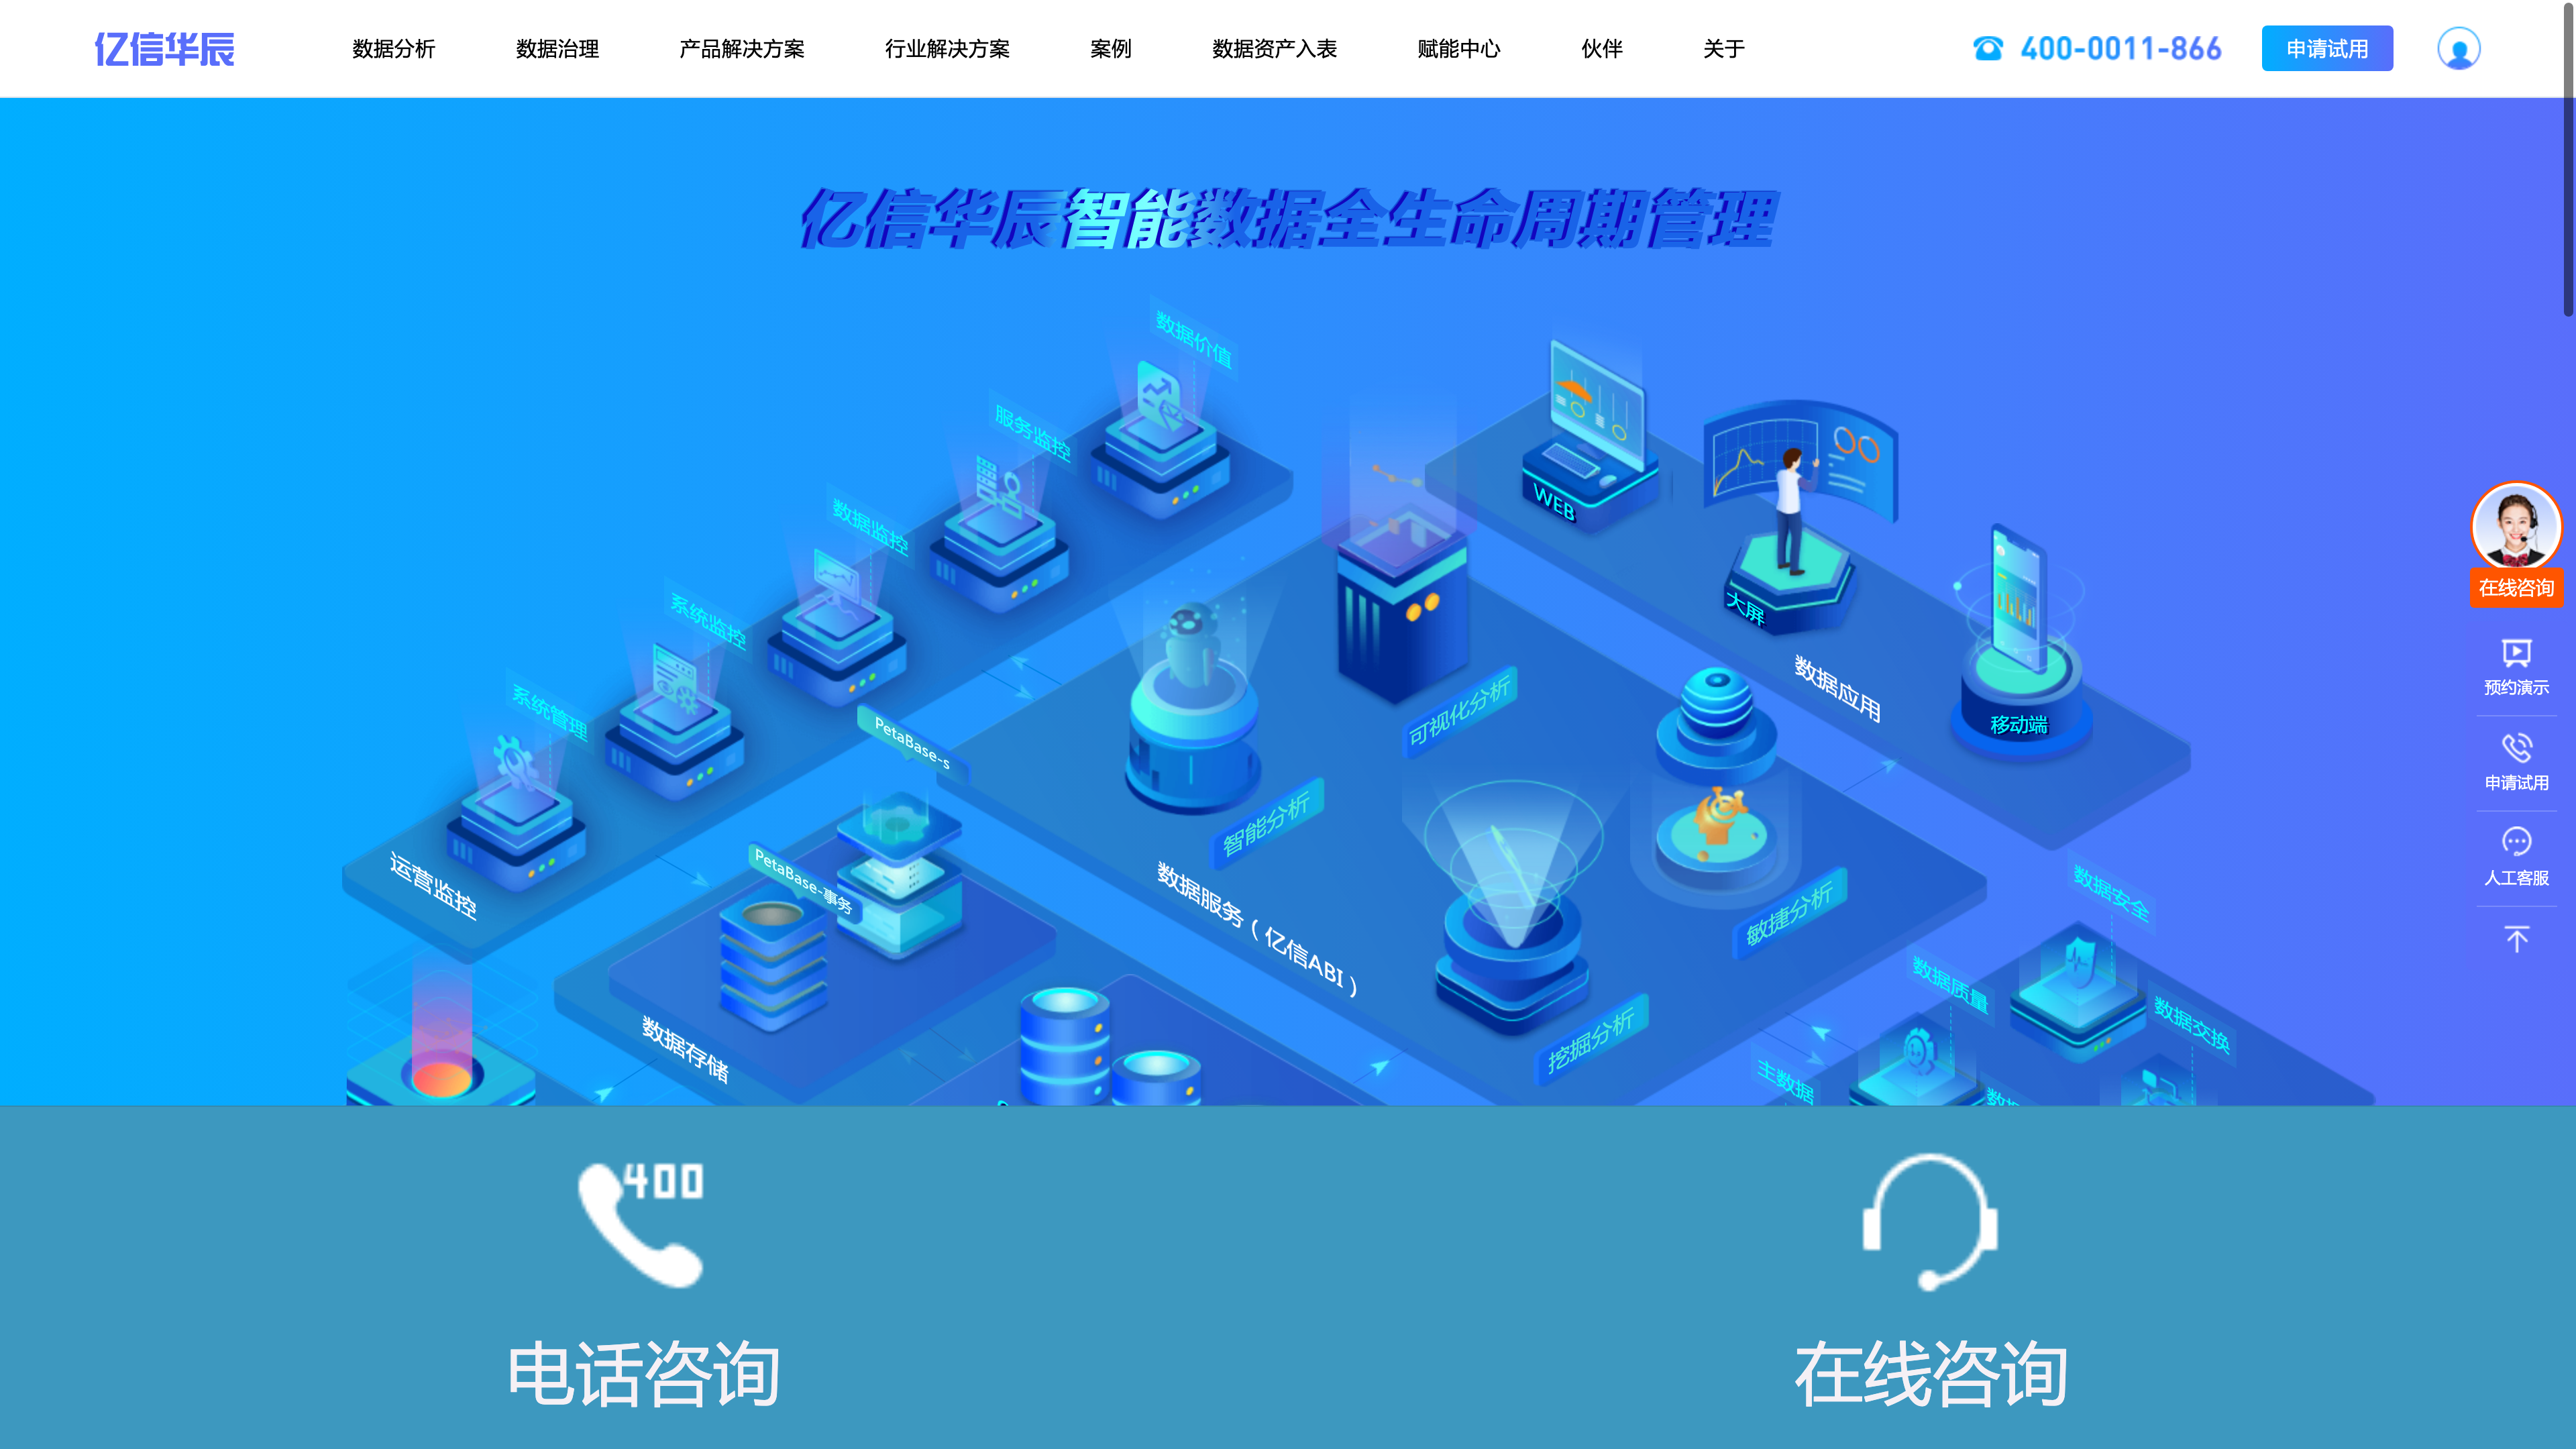 亿信华辰
数据分析
数据治理
产品解决方案
行业解决方案
案例
数据资产入表
赋能中心
伙伴
关于
400-0011-866
申请试用
亿信华辰智能数据全生命周期管理
数据价值
服务监控
数据监控
系统监控
系统管理
运营监控
WEB
大屏
移动端
数据应用
PetaBase-s
PetaBase-事务
数据存储
可视化分析
智能分析
数据服务（亿信ABI）
敏捷分析
挖掘分析
数据安全
数据质量
数据交换
主数据
在线咨询
预约演示
申请试用
人工客服
400
电话咨询
在线咨询